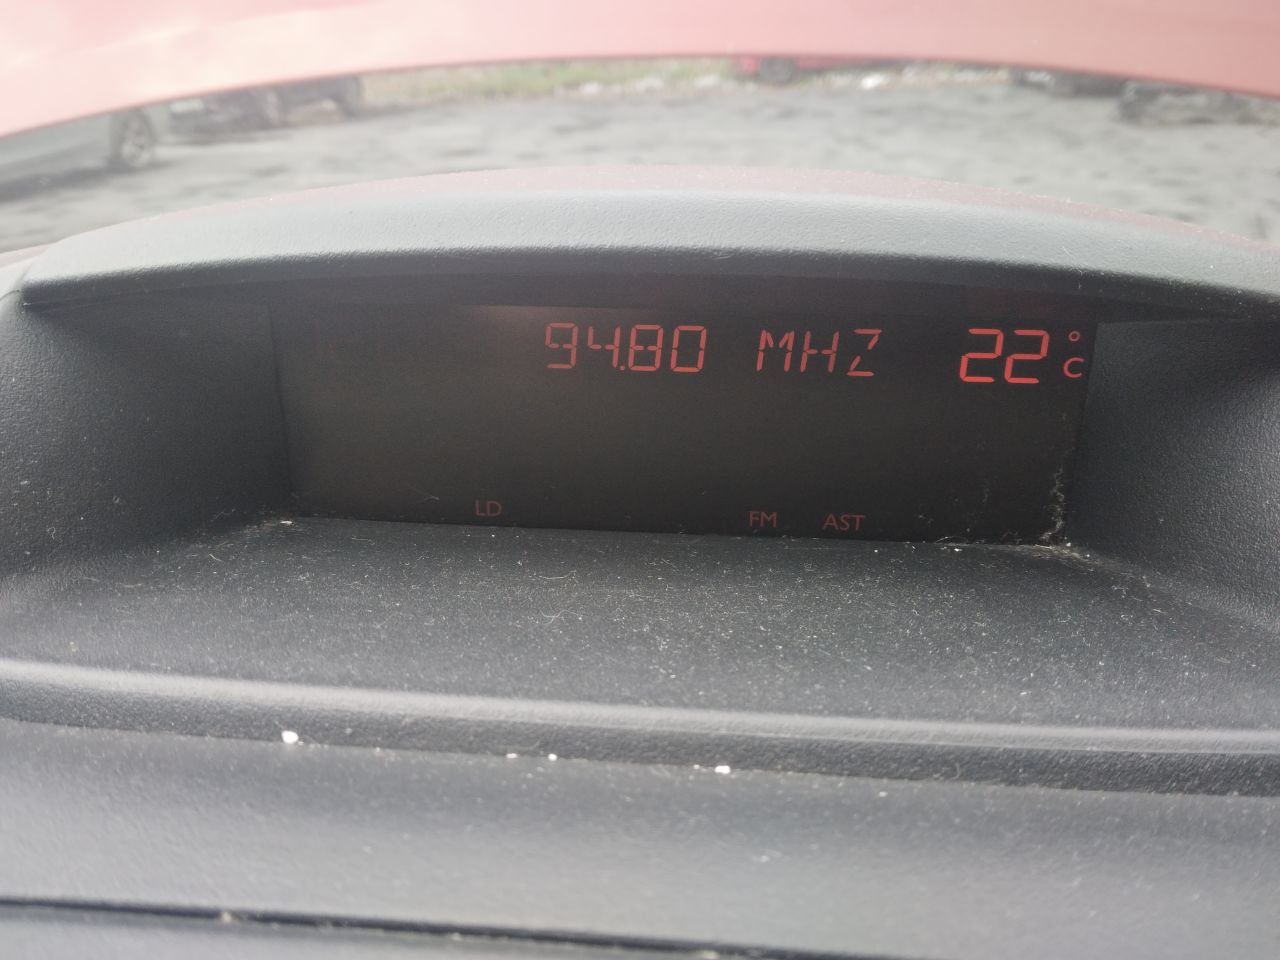 94.80 MHZ 22°C
LD FM AST